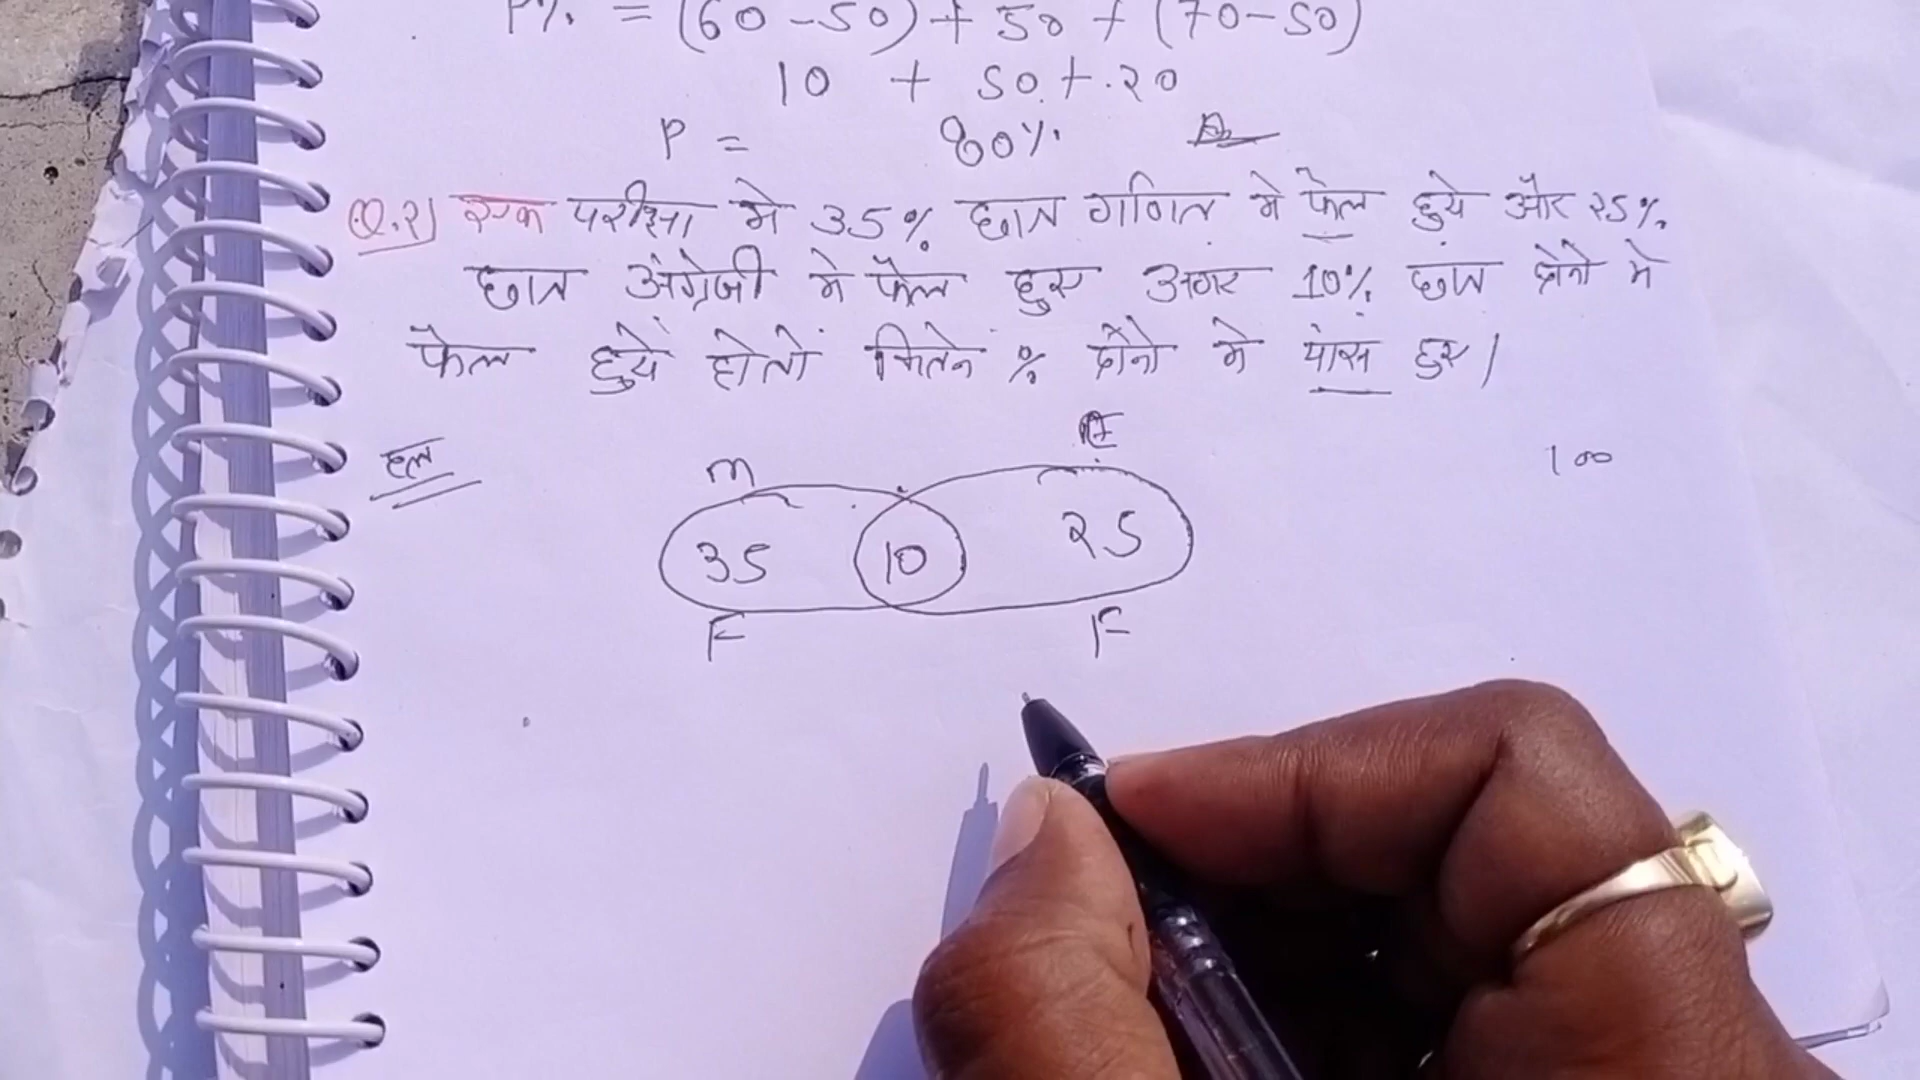 P% = (60-50) + 50 + (70-50)
10 + 50 + 20
P = 80%
Q.2) एक परीक्षा मे 35% छात्र गणित मे फैल हुये और 25%
छात्र अंग्रेजी मे फैल हुए अगर 10% छात्र दोनो मे
फैल हुये हो तो कितने % दोनो मे पास हुए।
हल
100
m E
35 10 25
F F